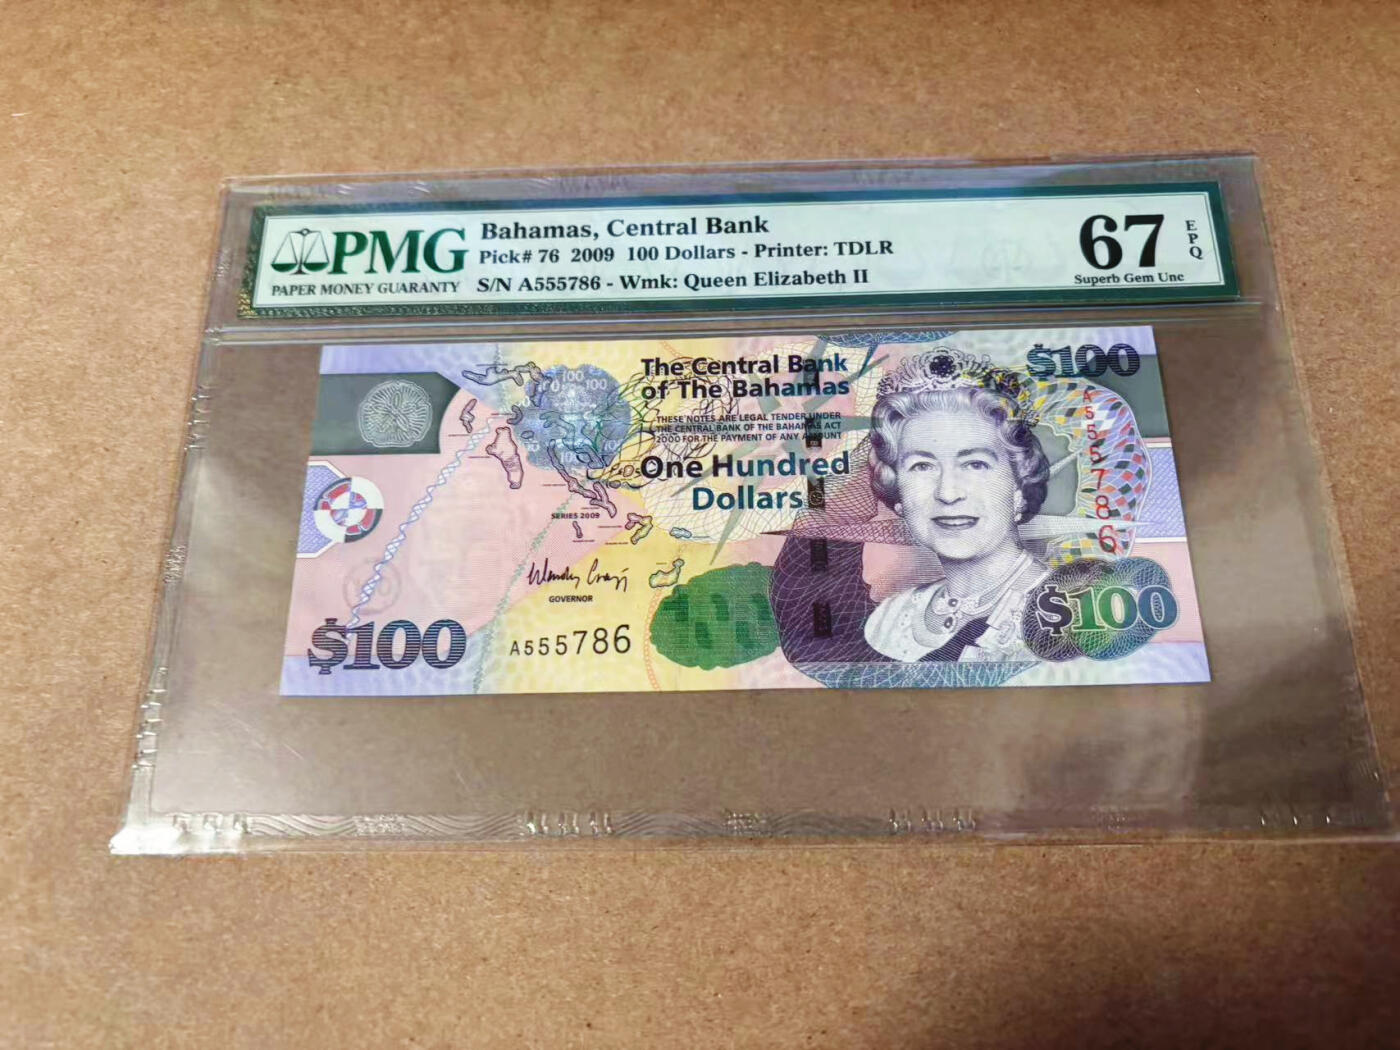 PMG
PAPER MONEY GUARANTY
Bahamas, Central Bank
Pick# 76 2009 100 Dollars - Printer: TDLR
S/N A555786 - Wmk: Queen Elizabeth II
67
EPQ
Superb Gem Unc
The Central Bank
of The Bahamas
THESE NOTES ARE LEGAL TENDER UNDER
THE CENTRAL BANK OF THE BAHAMAS ACT
2000 FOR THE PAYMENT OF ANY AMOUNT
One Hundred
Dollars
$100
A555786
SERIES 2009
GOVERNOR
$100
A555786
$100